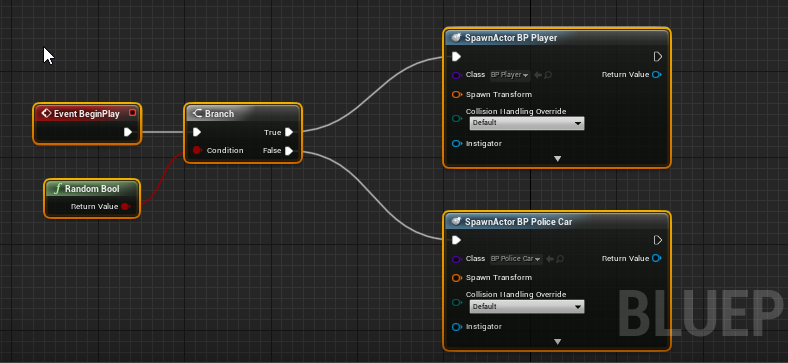 Event BeginPlay
Random Bool
Return Value
Branch
True
Condition
False
SpawnActor BP Player
Class BP Player
Return Value
Spawn Transform
Collision Handling Override
Default
Instigator
SpawnActor BP Police Car
Class BP Police Car
Return Value
Spawn Transform
Collision Handling Override
Default
Instigator
BLUEP